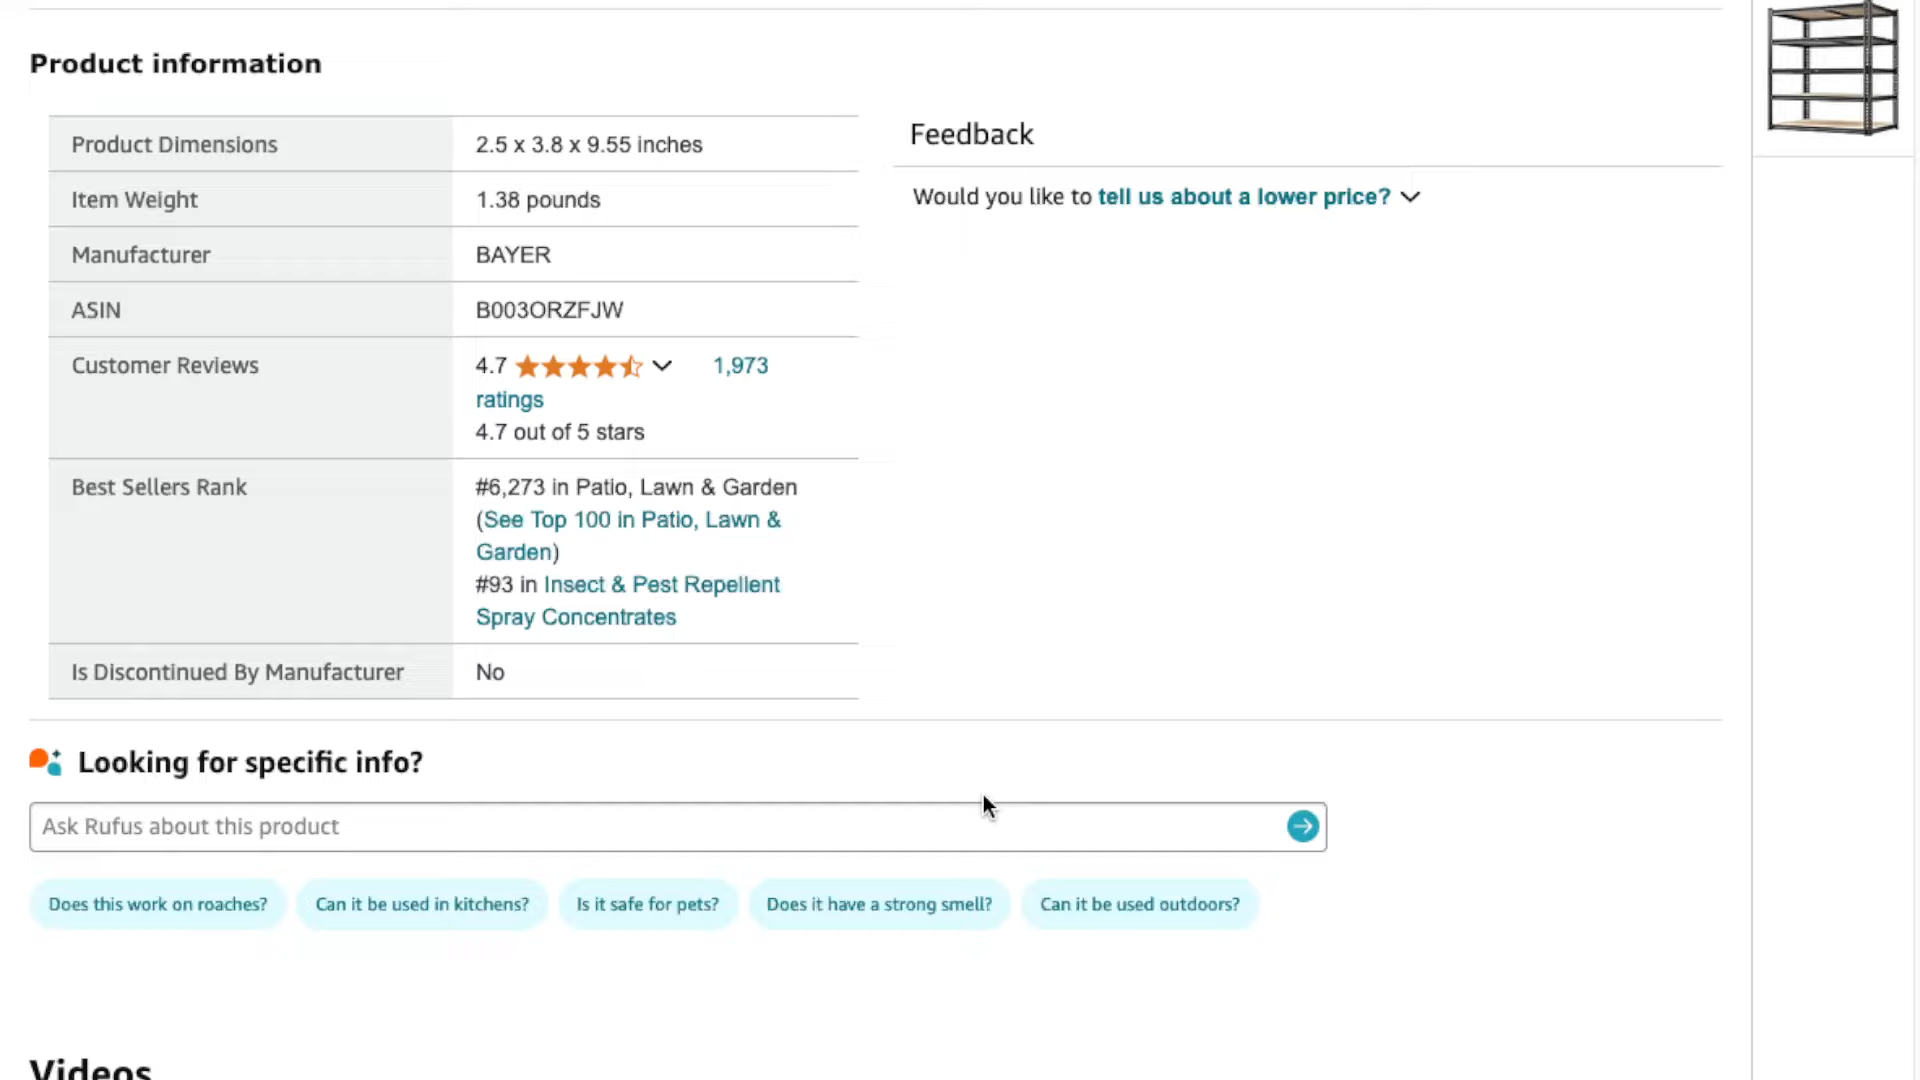 Product information
Product Dimensions
2.5 x 3.8 x 9.55 inches
Item Weight
1.38 pounds
Manufacturer
BAYER
ASIN
B003ORZFJW
Customer Reviews
4.7 1,973
ratings
4.7 out of 5 stars
Best Sellers Rank
#6,273 in Patio, Lawn & Garden
(See Top 100 in Patio, Lawn &
Garden)
#93 in Insect & Pest Repellent
Spray Concentrates
Is Discontinued By Manufacturer
No
Feedback
Would you like to tell us about a lower price?
Looking for specific info?
Ask Rufus about this product
Does this work on roaches?
Can it be used in kitchens?
Is it safe for pets?
Does it have a strong smell?
Can it be used outdoors?
Videos